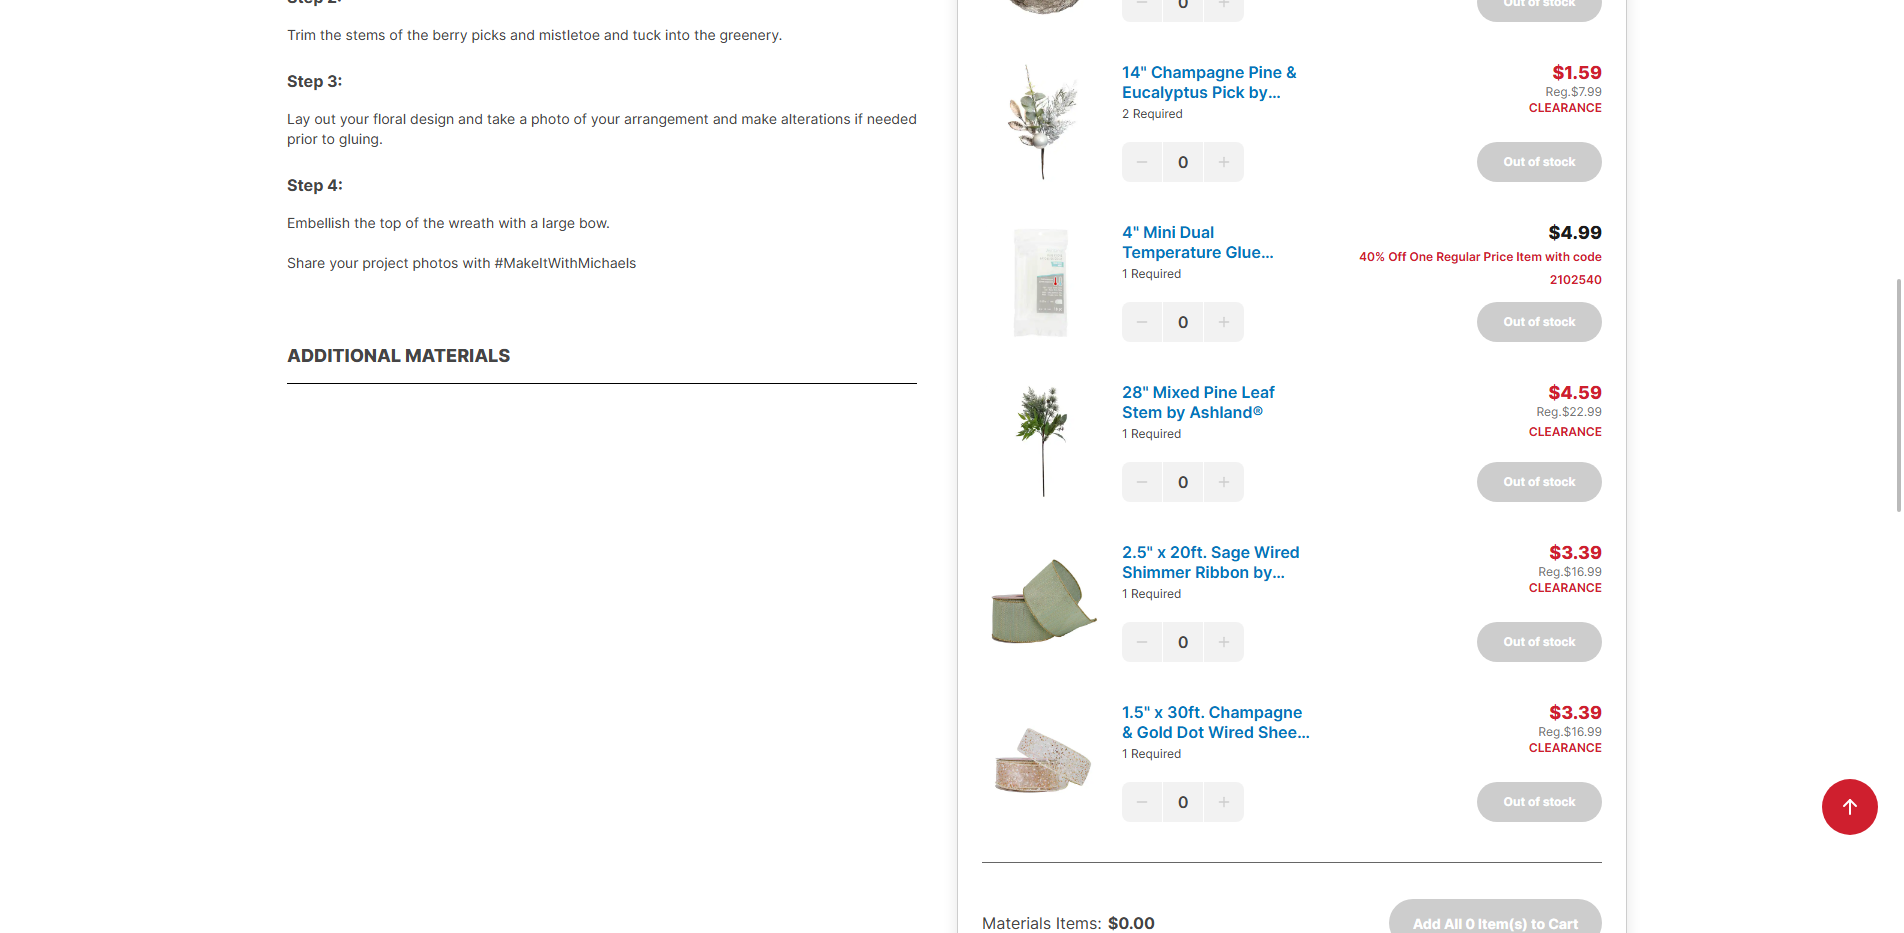 Step 2:
Trim the stems of the berry picks and mistletoe and tuck into the greenery.
Step 3:
Lay out your floral design and take a photo of your arrangement and make alterations if needed
prior to gluing.
Step 4:
Embellish the top of the wreath with a large bow.
Share your project photos with #MakeItWithMichaels
ADDITIONAL MATERIALS
0
Out of stock
14" Champagne Pine &
Eucalyptus Pick by...
2 Required
$1.59
Reg.$7.99
CLEARANCE
0
Out of stock
4" Mini Dual
Temperature Glue...
1 Required
$4.99
40% Off One Regular Price Item with code
2102540
0
Out of stock
28" Mixed Pine Leaf
Stem by Ashland®
1 Required
$4.59
Reg.$22.99
CLEARANCE
0
Out of stock
2.5" x 20ft. Sage Wired
Shimmer Ribbon by...
1 Required
$3.39
Reg.$16.99
CLEARANCE
0
Out of stock
1.5" x 30ft. Champagne
& Gold Dot Wired Shee...
1 Required
$3.39
Reg.$16.99
CLEARANCE
0
Out of stock
Materials Items: $0.00
Add All 0 Item(s) to Cart